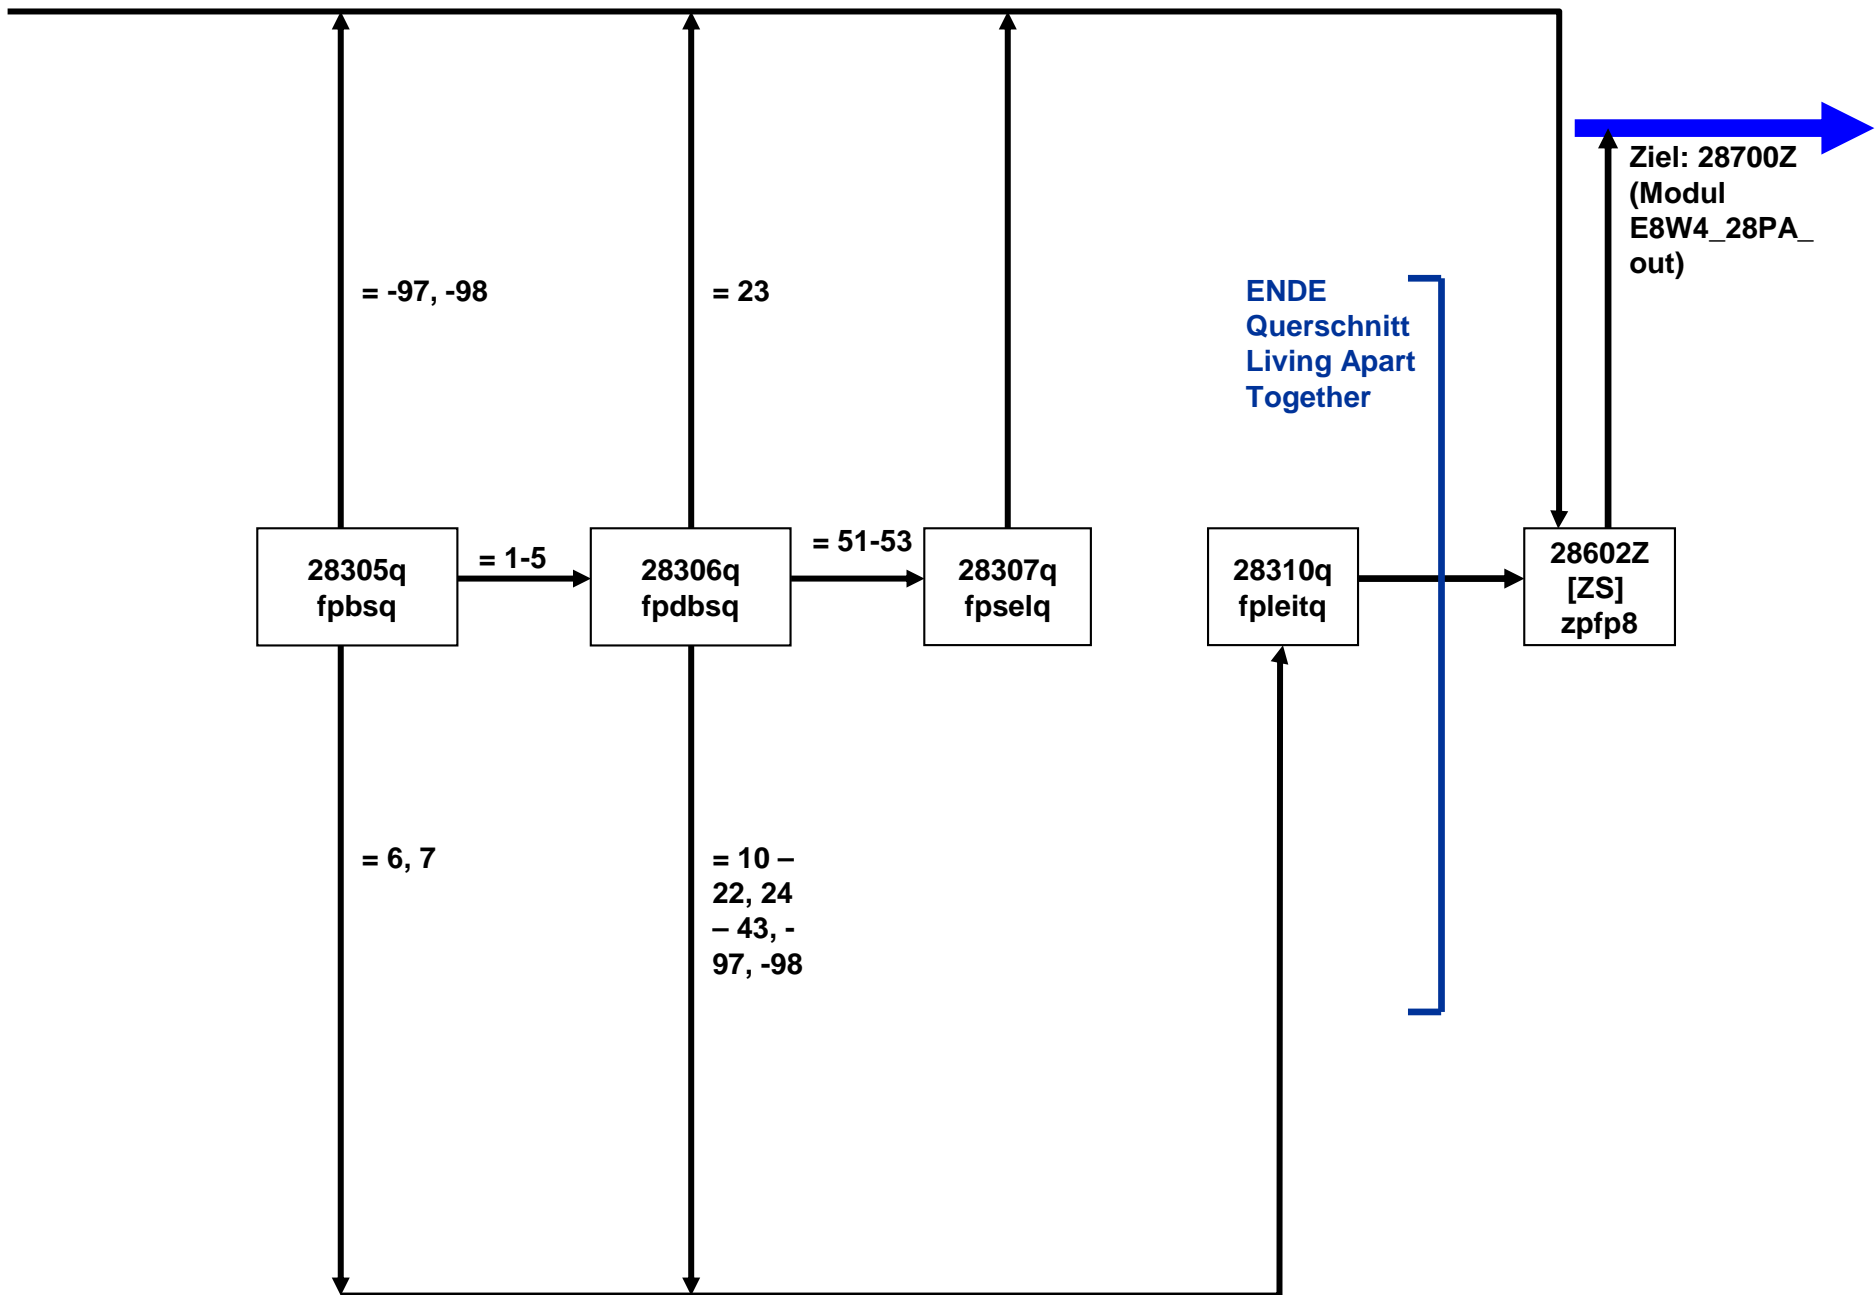 Ziel: 28700Z
(Modul
E8W4_28PA_
out)
= -97, -98
= 23
ENDE
Querschnitt
Living Apart
Together
28305q
fpbsq
= 1-5
28306q
fpdbsq
= 51-53
28307q
fpselq
28310q
fpleitq
28602Z
[ZS]
zpfp8
= 6, 7
= 10 –
22, 24
– 43, -
97, -98